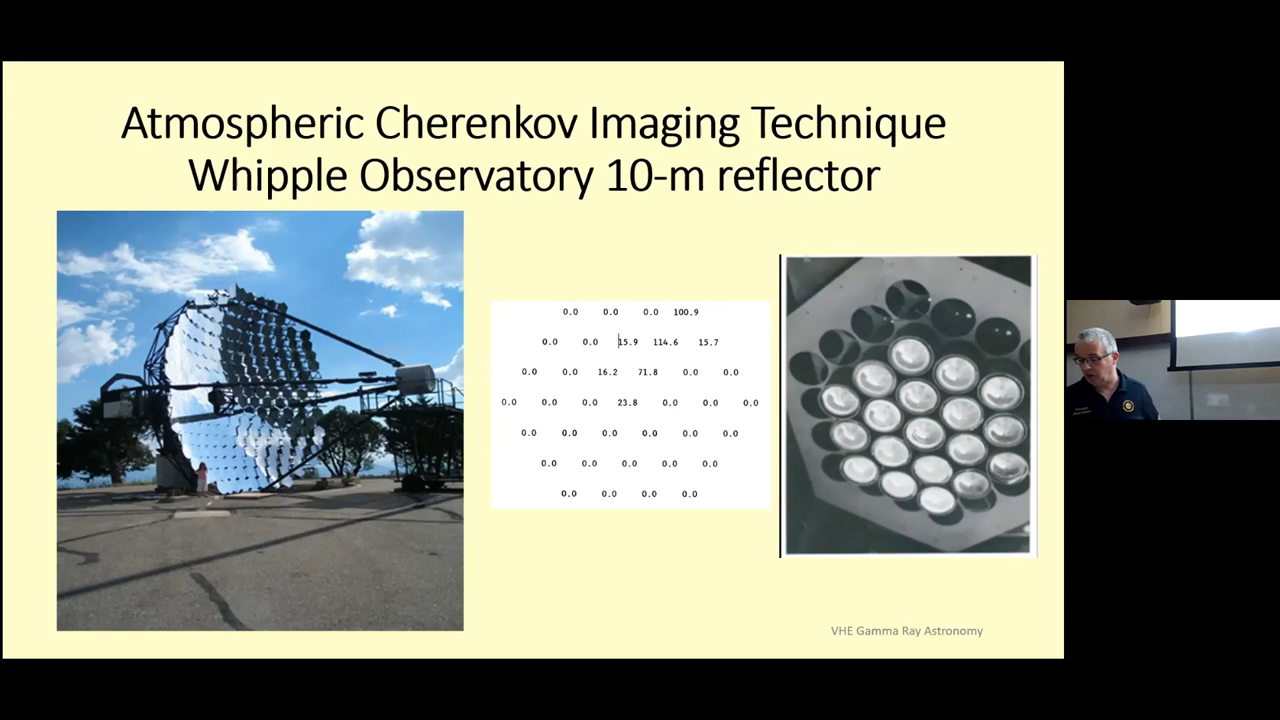 Atmospheric Cherenkov Imaging Technique
Whipple Observatory 10-m reflector
0.0 0.0 0.0 100.9
0.0 0.0 15.9 114.6 15.7
0.0 0.0 16.2 71.8 0.0 0.0
0.0 0.0 0.0 23.8 0.0 0.0 0.0
0.0 0.0 0.0 0.0 0.0 0.0
0.0 0.0 0.0 0.0 0.0
0.0 0.0 0.0 0.0
VHE Gamma Ray Astronomy